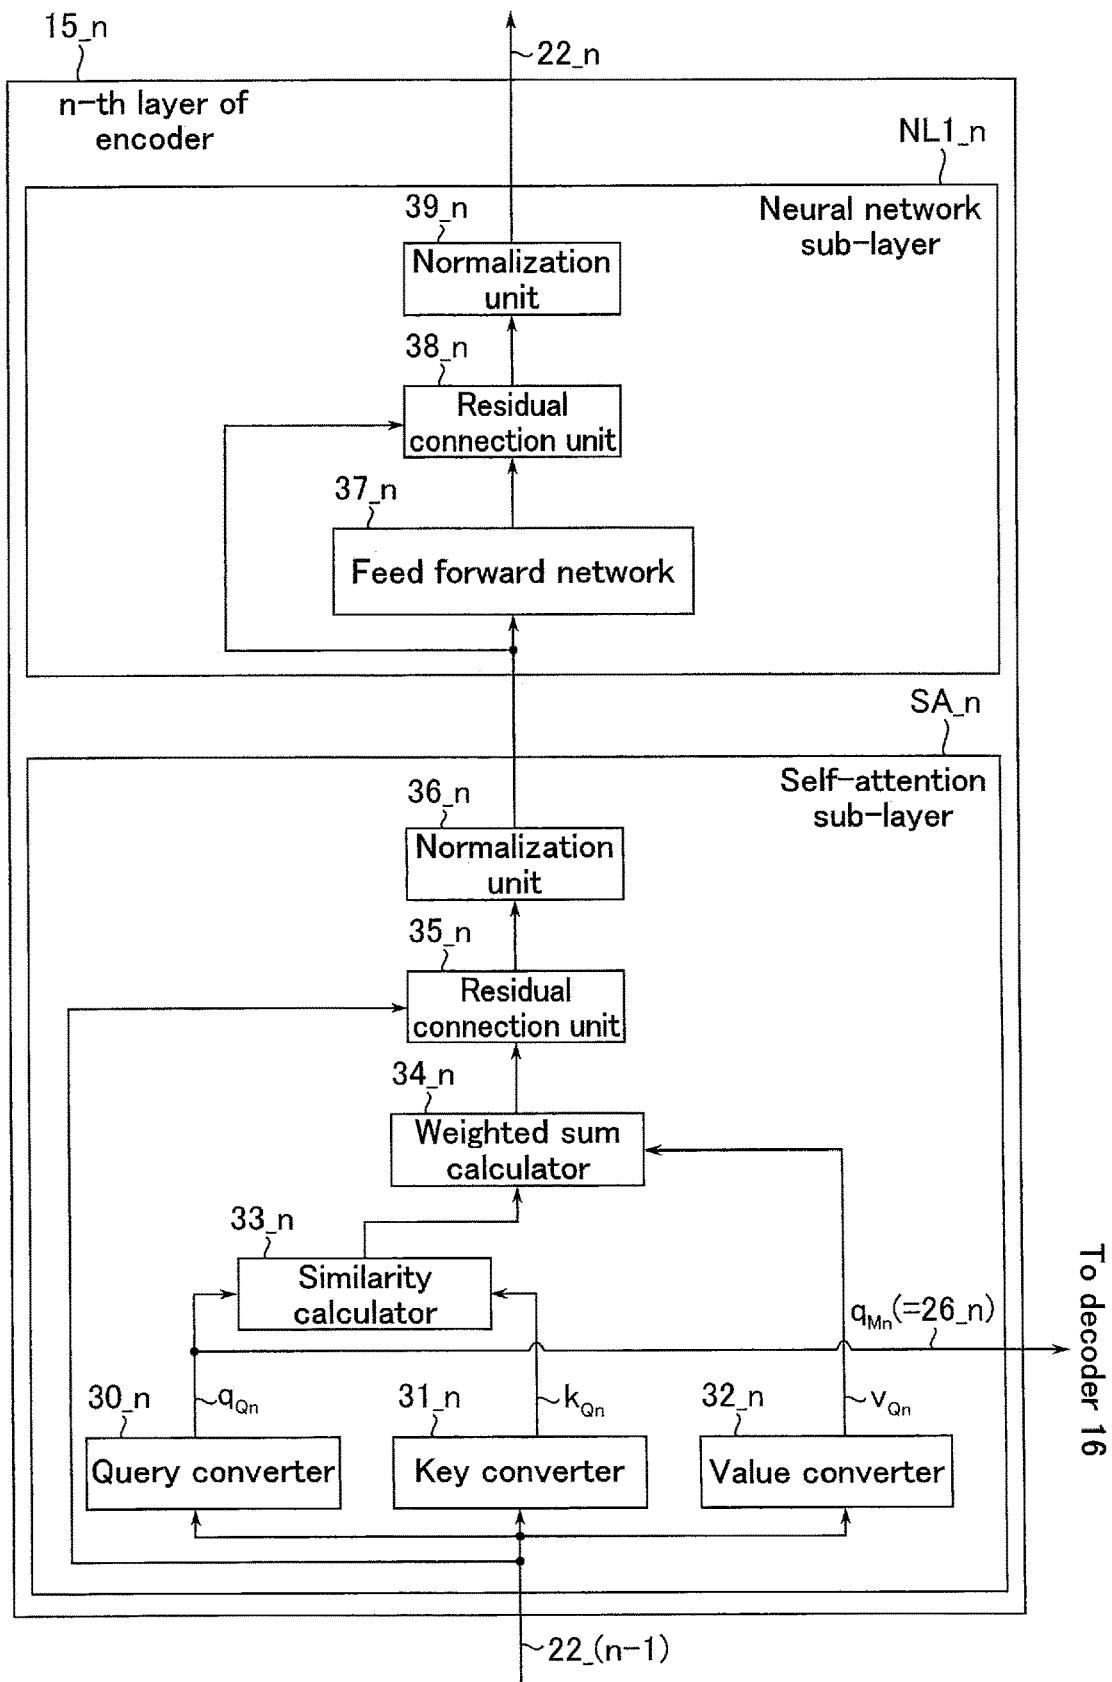 15_n
22_n
n-th layer of
encoder
NL1_n
Neural network
sub-layer
39_n
Normalization
unit
38_n
Residual
connection unit
37_n
Feed forward network
SA_n
Self-attention
sub-layer
36_n
Normalization
unit
35_n
Residual
connection unit
34_n
Weighted sum
calculator
33_n
Similarity
calculator
qMn(=26_n)
To decoder 16
30_n
qQn
31_n
kQn
32_n
vQn
Query converter
Key converter
Value converter
22_(n-1)